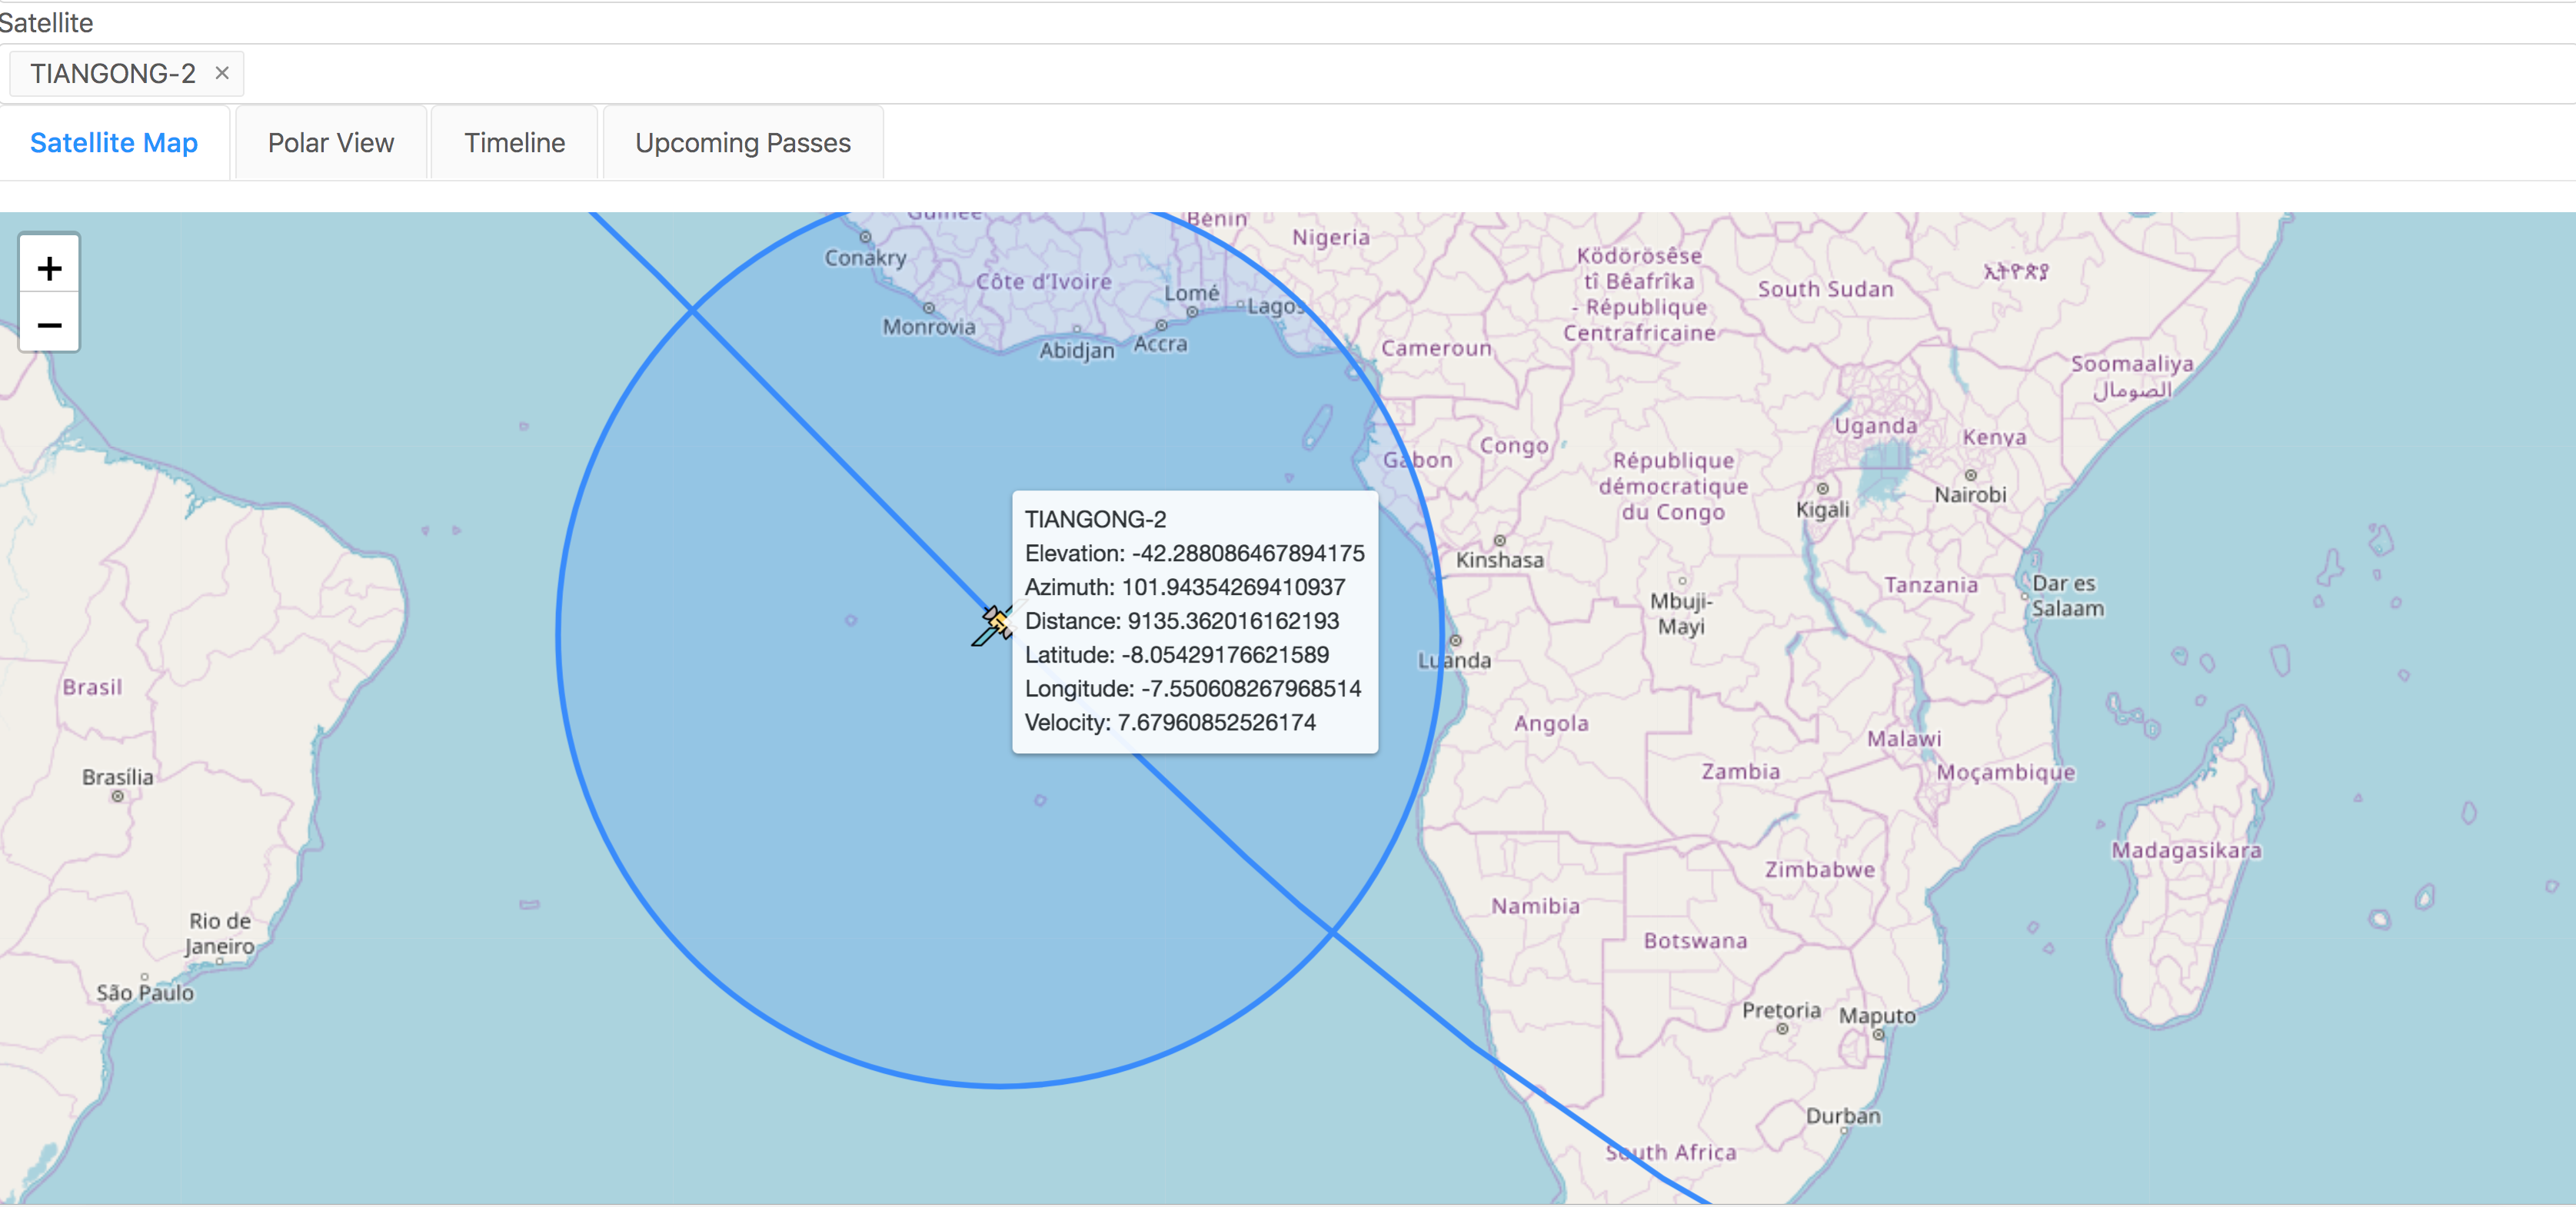 Satellite
TIANGONG-2 ×
Satellite Map
Polar View
Timeline
Upcoming Passes
+
−
Guinée
Bénin
Nigeria
Conakry
Côte d’Ivoire
Lomé
Lagos
Monrovia
Abidjan
Accra
Ködörösêse
tî Bêafrîka
- République
Centrafricaine
South Sudan
ኢትዮጵያ
Cameroun
Soomaaliya
الصومال
Uganda
Kenya
Congo
Gabon
République
démocratique
du Congo
Kigali
Nairobi
Kinshasa
TIANGONG-2
Elevation: -42.288086467894175
Azimuth: 101.94354269410937
Distance: 9135.362016162193
Latitude: -8.05429176621589
Longitude: -7.550608267968514
Velocity: 7.67960852526174
Mbuji-
Mayi
Tanzania
Dar es
Salaam
Luanda
Brasil
Angola
Malawi
Zambia
Moçambique
Brasília
Zimbabwe
Madagasikara
Namibia
Botswana
Rio de
Janeiro
São Paulo
Pretoria
Maputo
Durban
South Africa